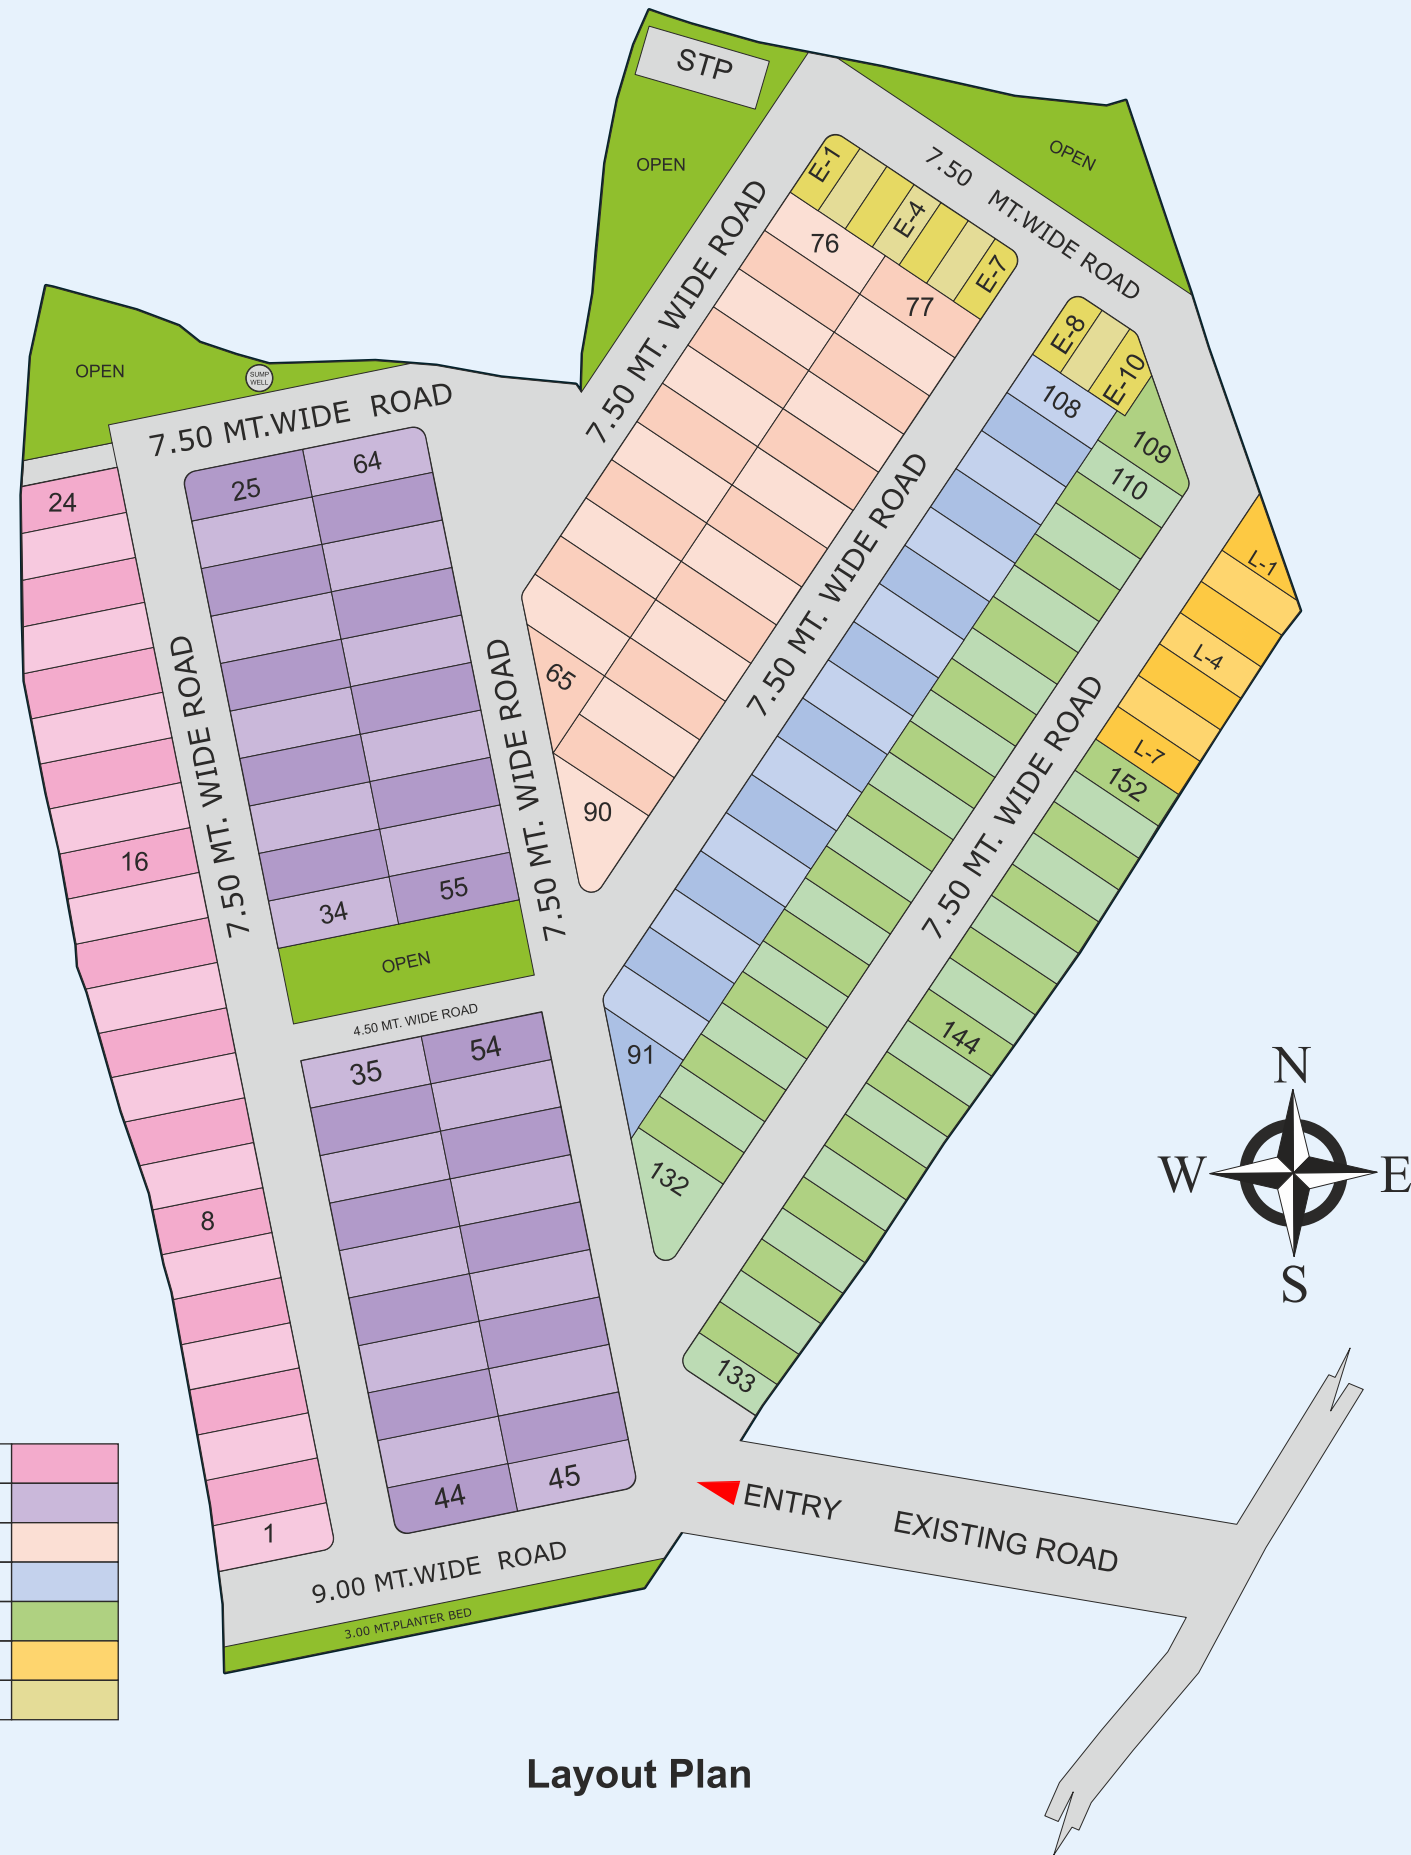 STP
OPEN
OPEN
7.50 MT.WIDE ROAD
E-1
E-4
E-7
76
77
7.50 MT. WIDE ROAD
E-8
E-10
108
109
110
OPEN
SUMP
WELL
7.50 MT.WIDE ROAD
24
25
64
16
7.50 MT. WIDE ROAD
7.50 MT. WIDE ROAD
34
55
OPEN
4.50 MT. WIDE ROAD
65
90
7.50 MT. WIDE ROAD
L-1
L-4
L-7
152
7.50 MT. WIDE ROAD
144
91
132
133
35
54
8
44
45
1
N
W
E
S
ENTRY
EXISTING ROAD
9.00 MT.WIDE ROAD
3.00 MT.PLANTER BED
Layout Plan